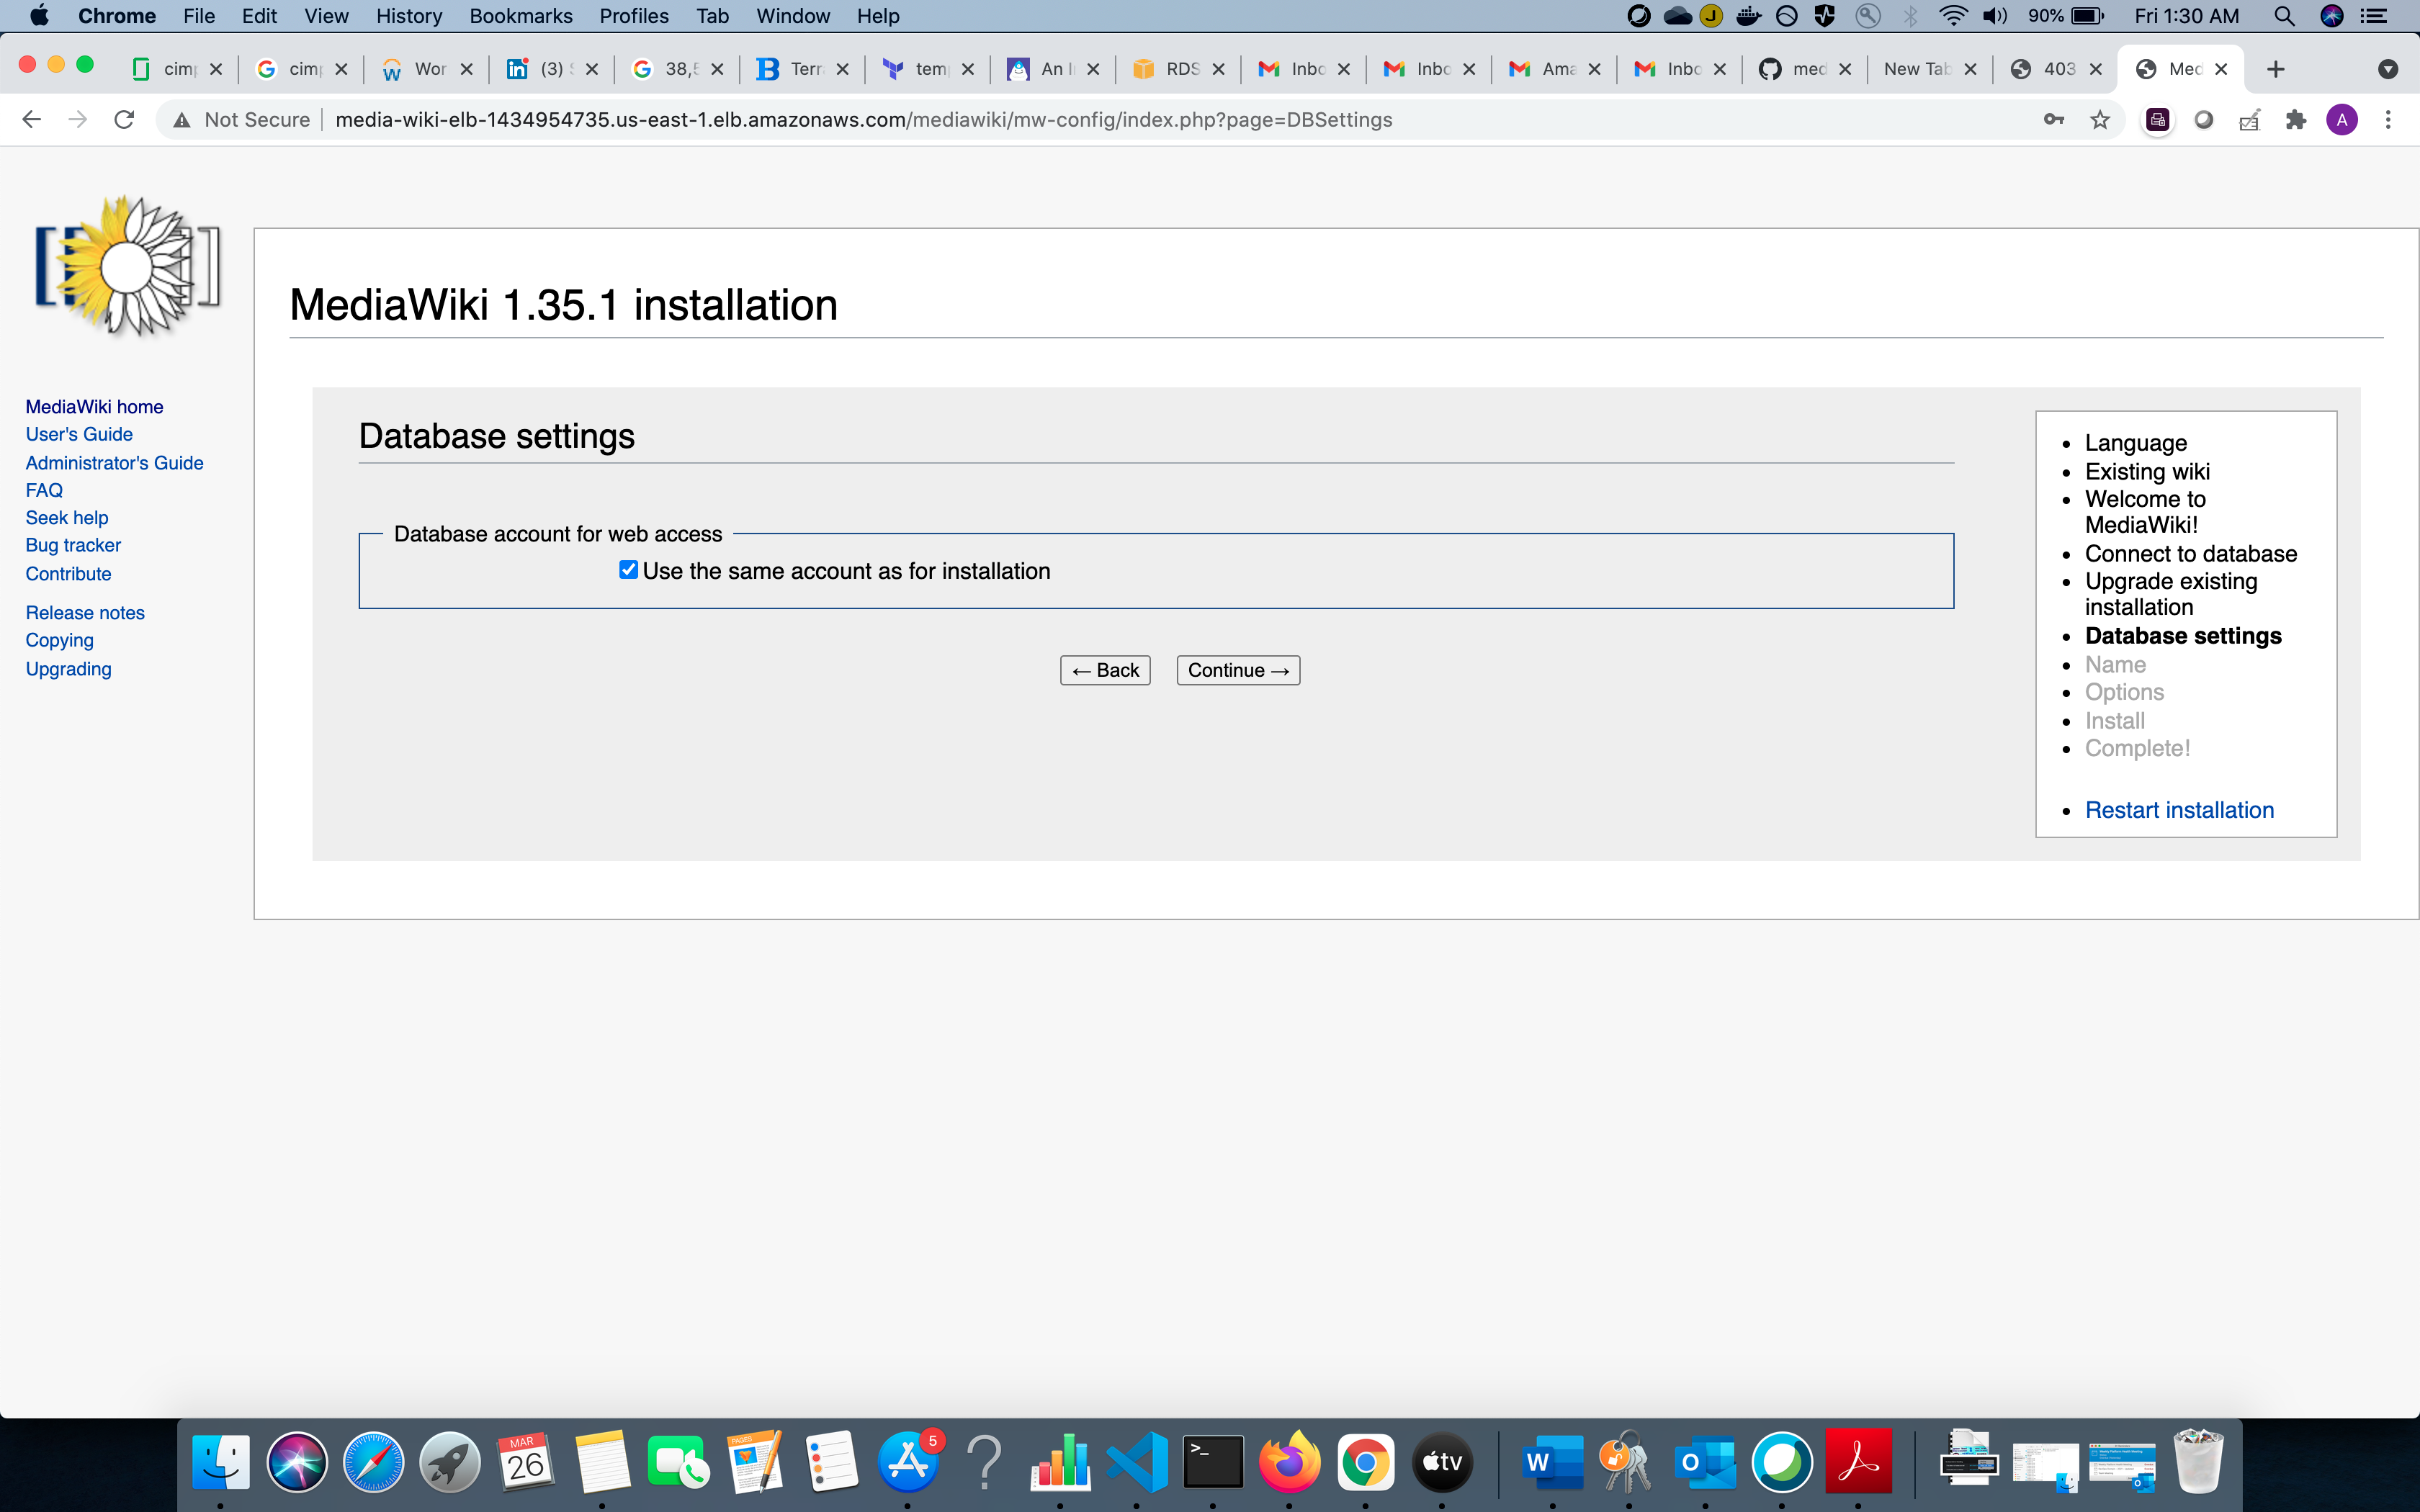 Chrome File Edit View History Bookmarks Profiles Tab Window Help 90% Fri 1:30 AM
cim Wor (3) 38, Terr tem An RDS Inbo Inbo Ama Inbo med New Tab 403 Med
Not Secure media-wiki-elb-1434954735.us-east-1.elb.amazonaws.com/mediawiki/mw-config/index.php?page=DBSettings A
MediaWiki 1.35.1 installation
MediaWiki home
User's Guide
Administrator's Guide
FAQ
Seek help
Bug tracker
Contribute
Release notes
Copying
Upgrading
Database settings
Database account for web access
Use the same account as for installation
← Back Continue →
Language
Existing wiki
Welcome to
MediaWiki!
Connect to database
Upgrade existing
installation
Database settings
Name
Options
Install
Complete!
Restart installation
MAR
26
PAGES
5
tv
W
O